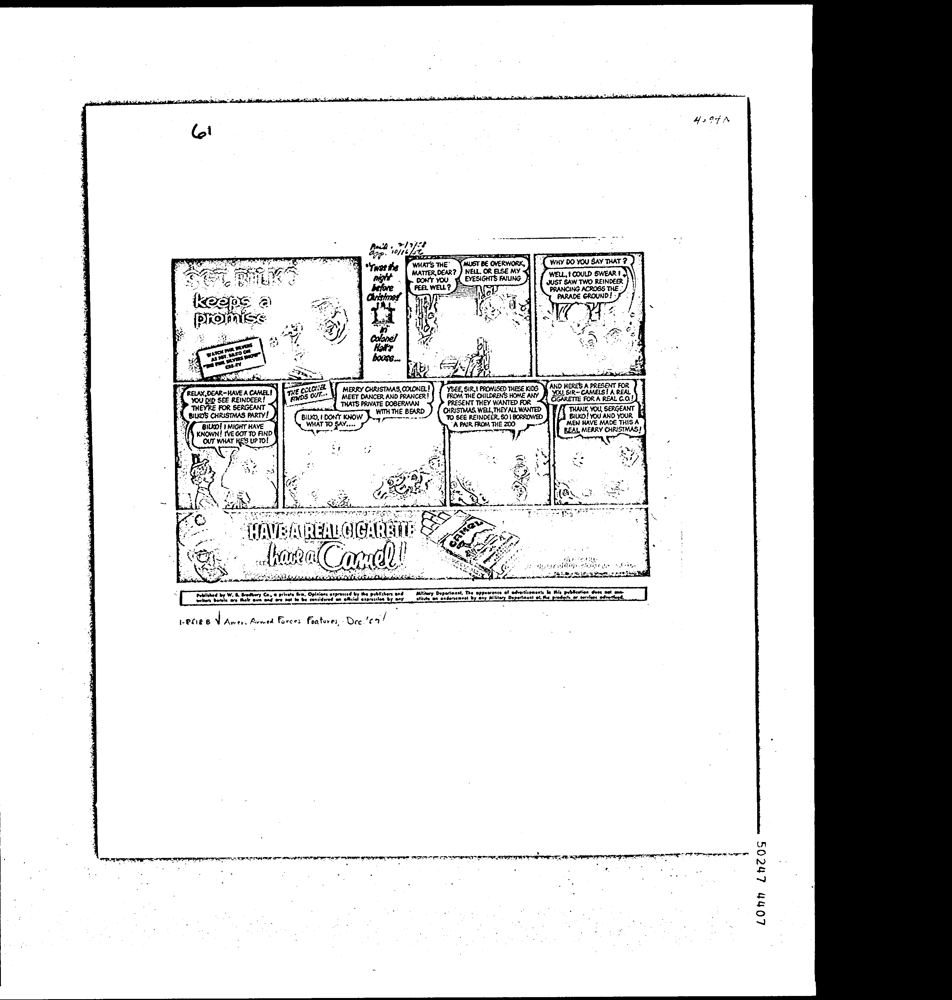 61
SGT. BILKO
keeps a
promise
WATCH PHIL SILVERS
AS SGT. BILKO ON
"THE PHIL SILVERS SHOW"
CBS-TV
"Twas the
night
before
Christmas"
in
Colonel
Hall's
house...
WHAT'S THE
MATTER, DEAR?
DON'T YOU
FEEL WELL?
MUST BE OVERWORK,
NELL. OR ELSE MY
EYESIGHT'S FAILING
WHY DO YOU SAY THAT?
WELL, I COULD SWEAR I
JUST SAW TWO REINDEER
PRANCING ACROSS THE
PARADE GROUND!
RELAX, DEAR-HAVE A CAMEL!
YOU DID SEE REINDEER!
THEY'RE FOR SERGEANT
BILKO'S CHRISTMAS PARTY!
BILKO! I MIGHT HAVE
KNOWN! I'VE GOT TO FIND
OUT WHAT HE'S UP TO!
THE COLONEL
FINDS OUT...
MERRY CHRISTMAS, COLONEL!
MEET DANCER AND PRANCER!
THAT'S PRIVATE DOBERMAN
WITH THE BEARD
BILKO, I DON'T KNOW
WHAT TO SAY....
Y'SEE, SIR, I PROMISED THESE KIDS
FROM THE CHILDREN'S HOME ANY
PRESENT THEY WANTED FOR
CHRISTMAS. WELL, THEY ALL WANTED
TO SEE REINDEER, SO I BORROWED
A PAIR FROM THE ZOO
AND HERE'S A PRESENT FOR
YOU SIR-CAMELS! A REAL
CIGARETTE FOR A REAL C.O.!
THANK YOU, SERGEANT
BILKO! YOU AND YOUR
MEN HAVE MADE THIS A
REAL MERRY CHRISTMAS!
HAVE A REAL CIGARETTE
...have a Camel!
CAMEL
Published by W. B. Bradbury Co., a private firm. Opinions expressed by the publishers and
writers herein are their own and are not to be considered an official expression by any
Military Department. The appearance of advertisements in this publication does not con-
stitute an endorsement by any Military Department of the products or services advertised.
Amer. Armed Forces Features, Dec '57
50247 4407